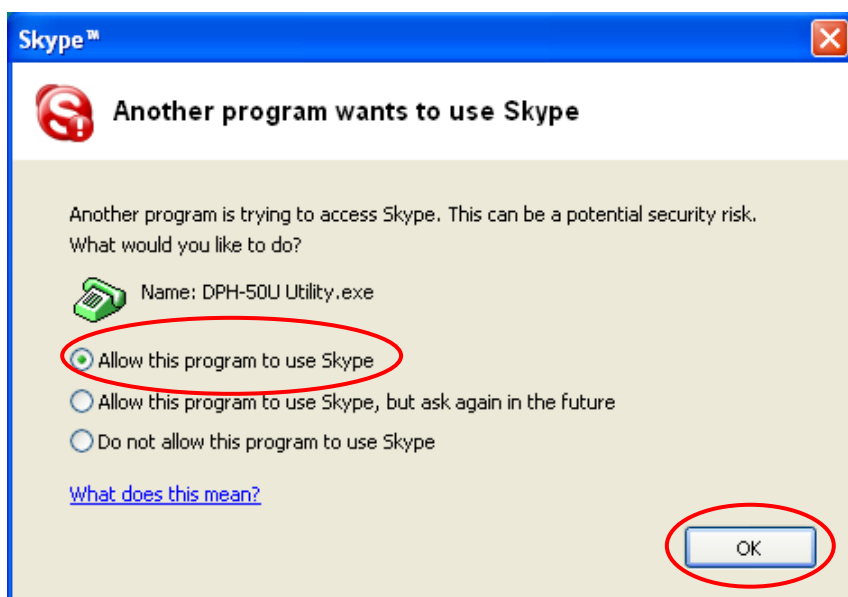 Skype™
Another program wants to use Skype
Another program is trying to access Skype. This can be a potential security risk.
What would you like to do?
Name: DPH-50U Utility.exe
Allow this program to use Skype
Allow this program to use Skype, but ask again in the future
Do not allow this program to use Skype
What does this mean?
OK